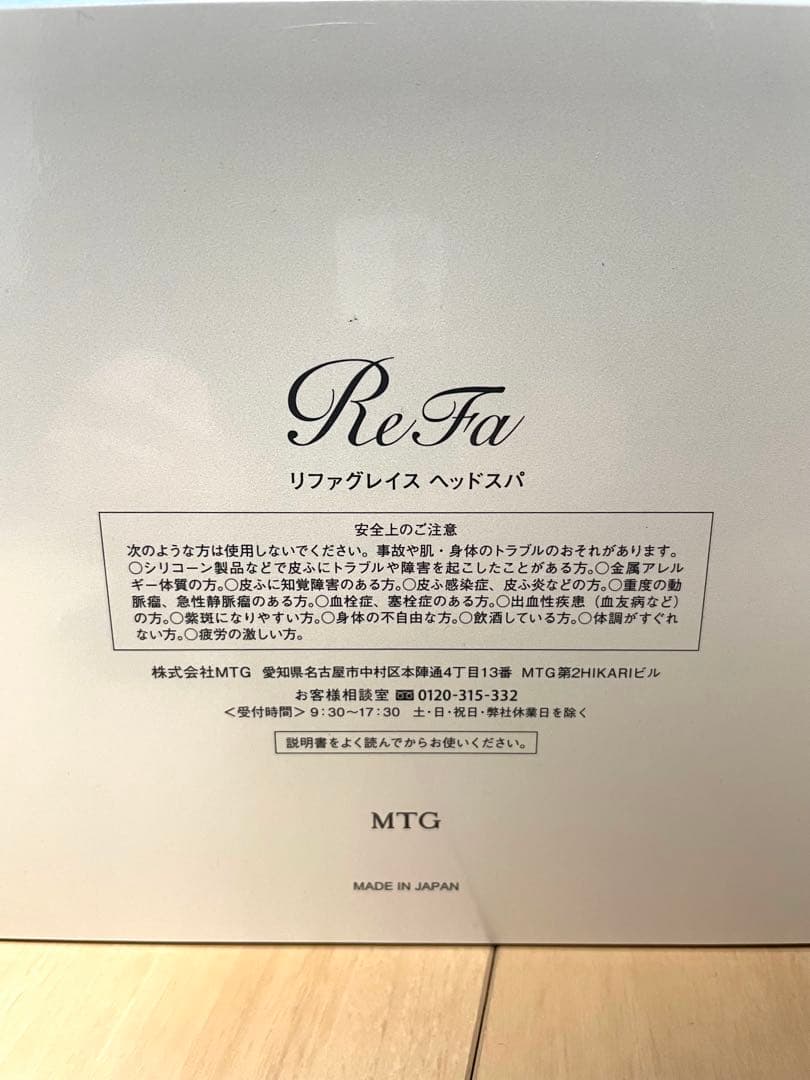 ReFa
リファグレイス ヘッドスパ
安全上のご注意
次のような方は使用しないでください。事故や肌・身体のトラブルのおそれがあります。
○シリコーン製品などで皮ふにトラブルや障害を起こしたことがある方。○金属アレル
ギー体質の方。○皮ふに知覚障害のある方。○皮ふ感染症、皮ふ炎などの方。○重度の動
脈瘤、急性静脈瘤のある方。○血栓症、塞栓症のある方。○出血性疾患（血友病など）
の方。○紫斑になりやすい方。○身体の不自由な方。○飲酒している方。○体調がすぐれ
ない方。○疲労の激しい方。
株式会社MTG 愛知県名古屋市中村区本陣通4丁目13番 MTG第2HIKARIビル
お客様相談室 0120-315-332
＜受付時間＞9:30〜17:30 土・日・祝日・弊社休業日を除く
説明書をよく読んでからお使いください。
MTG
MADE IN JAPAN